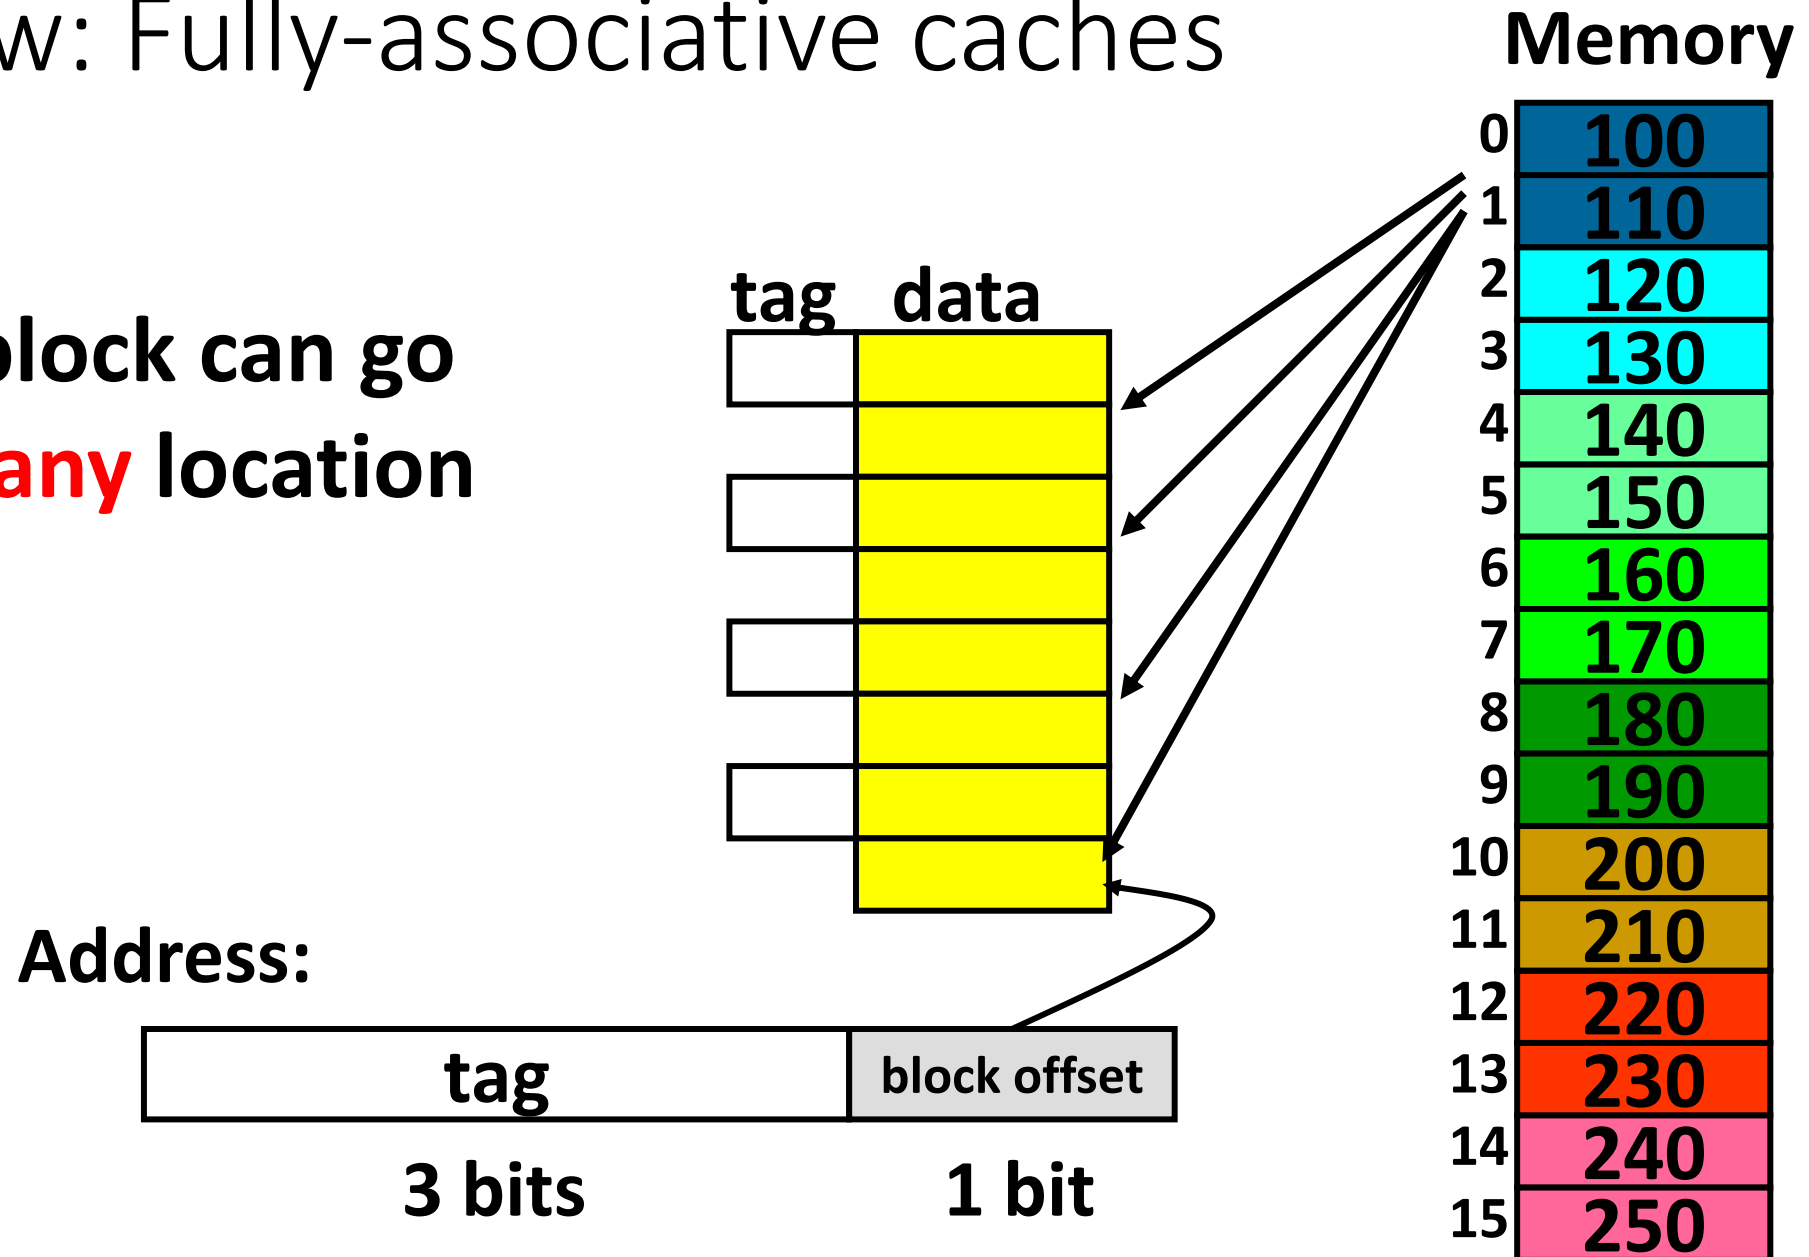 w: Fully-associative caches
Memory
0 100
1 110
2 120
3 130
4 140
5 150
6 160
7 170
8 180
9 190
10 200
11 210
12 220
13 230
14 240
15 250
tag data
block can go
any location
Address:
tag block offset
3 bits 1 bit